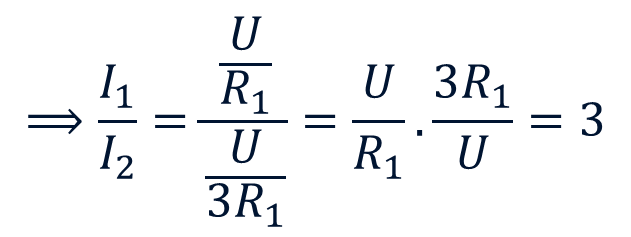 ⟹ I₁/I₂ = (U/R₁)/(U/3R₁) = U/R₁ . 3R₁/U = 3